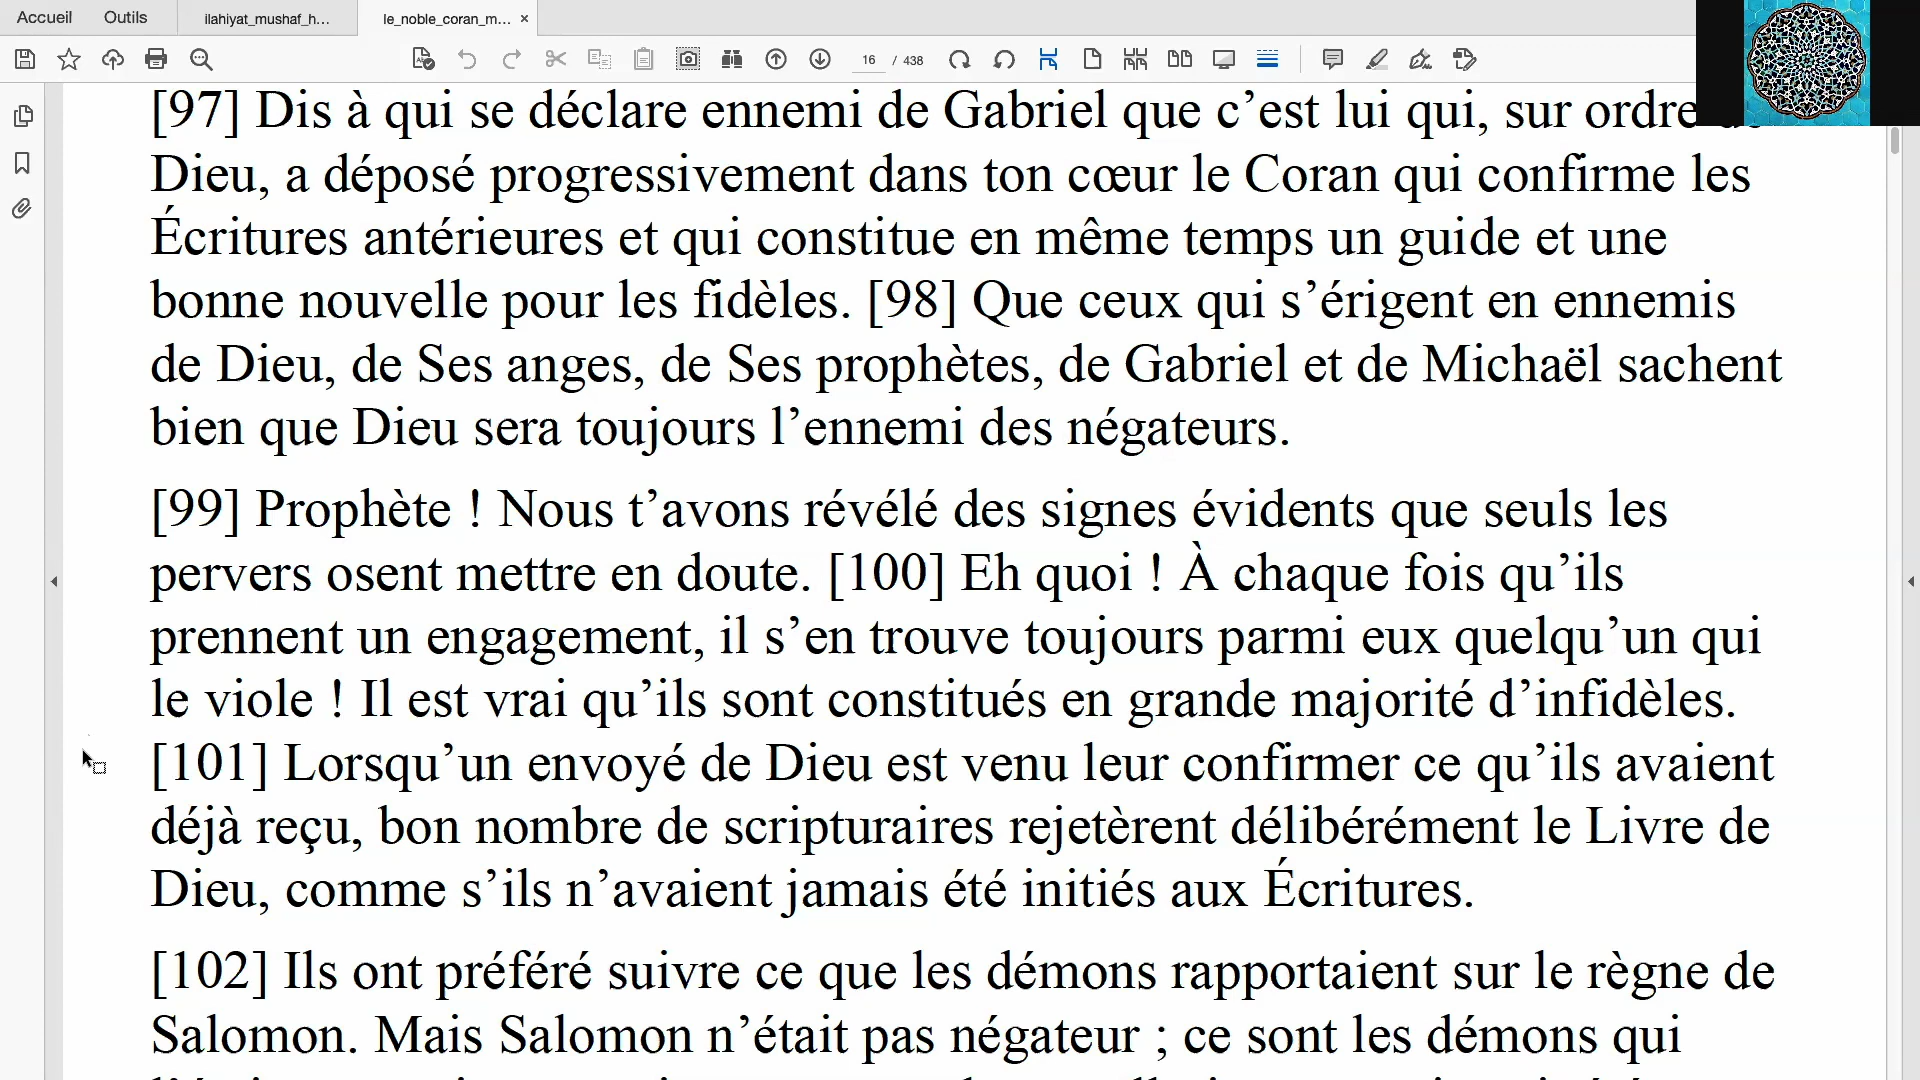 Accueil Outils ilahiyat_mushaf_h... le_noble_coran_m... ×
16 / 438
[97] Dis à qui se déclare ennemi de Gabriel que c’est lui qui, sur ordre
Dieu, a déposé progressivement dans ton cœur le Coran qui confirme les
Écritures antérieures et qui constitue en même temps un guide et une
bonne nouvelle pour les fidèles. [98] Que ceux qui s’érigent en ennemis
de Dieu, de Ses anges, de Ses prophètes, de Gabriel et de Michaël sachent
bien que Dieu sera toujours l’ennemi des négateurs.
[99] Prophète ! Nous t’avons révélé des signes évidents que seuls les
pervers osent mettre en doute. [100] Eh quoi ! À chaque fois qu’ils
prennent un engagement, il s’en trouve toujours parmi eux quelqu’un qui
le viole ! Il est vrai qu’ils sont constitués en grande majorité d’infidèles.
[101] Lorsqu’un envoyé de Dieu est venu leur confirmer ce qu’ils avaient
déjà reçu, bon nombre de scripturaires rejetèrent délibérément le Livre de
Dieu, comme s’ils n’avaient jamais été initiés aux Écritures.
[102] Ils ont préféré suivre ce que les démons rapportaient sur le règne de
Salomon. Mais Salomon n’était pas négateur ; ce sont les démons qui